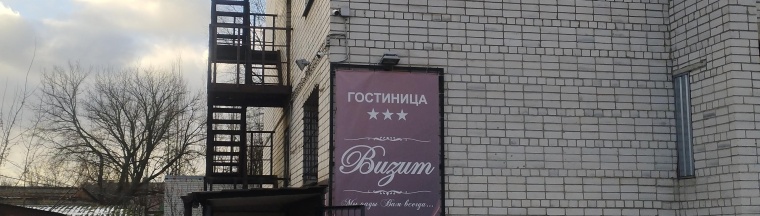 ГОСТИНИЦА
★★★
Визит
Мы рады Вам всегда...